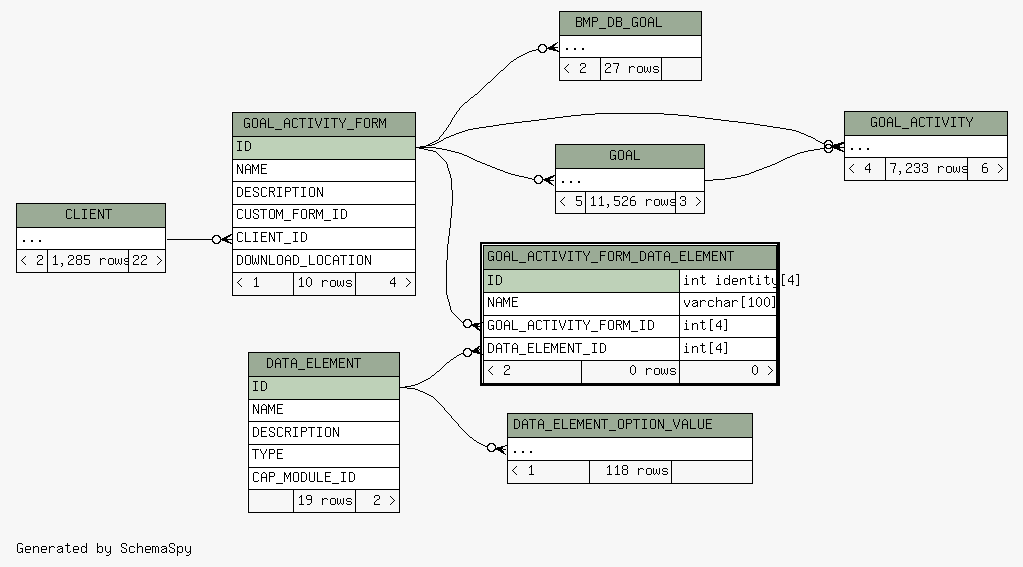 BMP_DB_GOAL
...
< 2 27 rows
GOAL_ACTIVITY_FORM
ID
NAME
DESCRIPTION
CUSTOM_FORM_ID
CLIENT_ID
DOWNLOAD_LOCATION
< 1 10 rows 4 >
GOAL_ACTIVITY
...
< 4 7,233 rows 6 >
GOAL
...
< 5 11,526 rows 3 >
CLIENT
...
< 2 1,285 rows 22 >
GOAL_ACTIVITY_FORM_DATA_ELEMENT
ID int identity[4]
NAME varchar[100]
GOAL_ACTIVITY_FORM_ID int[4]
DATA_ELEMENT_ID int[4]
< 2 0 rows 0 >
DATA_ELEMENT
ID
NAME
DESCRIPTION
TYPE
CAP_MODULE_ID
19 rows 2 >
DATA_ELEMENT_OPTION_VALUE
...
< 1 118 rows
Generated by SchemaSpy